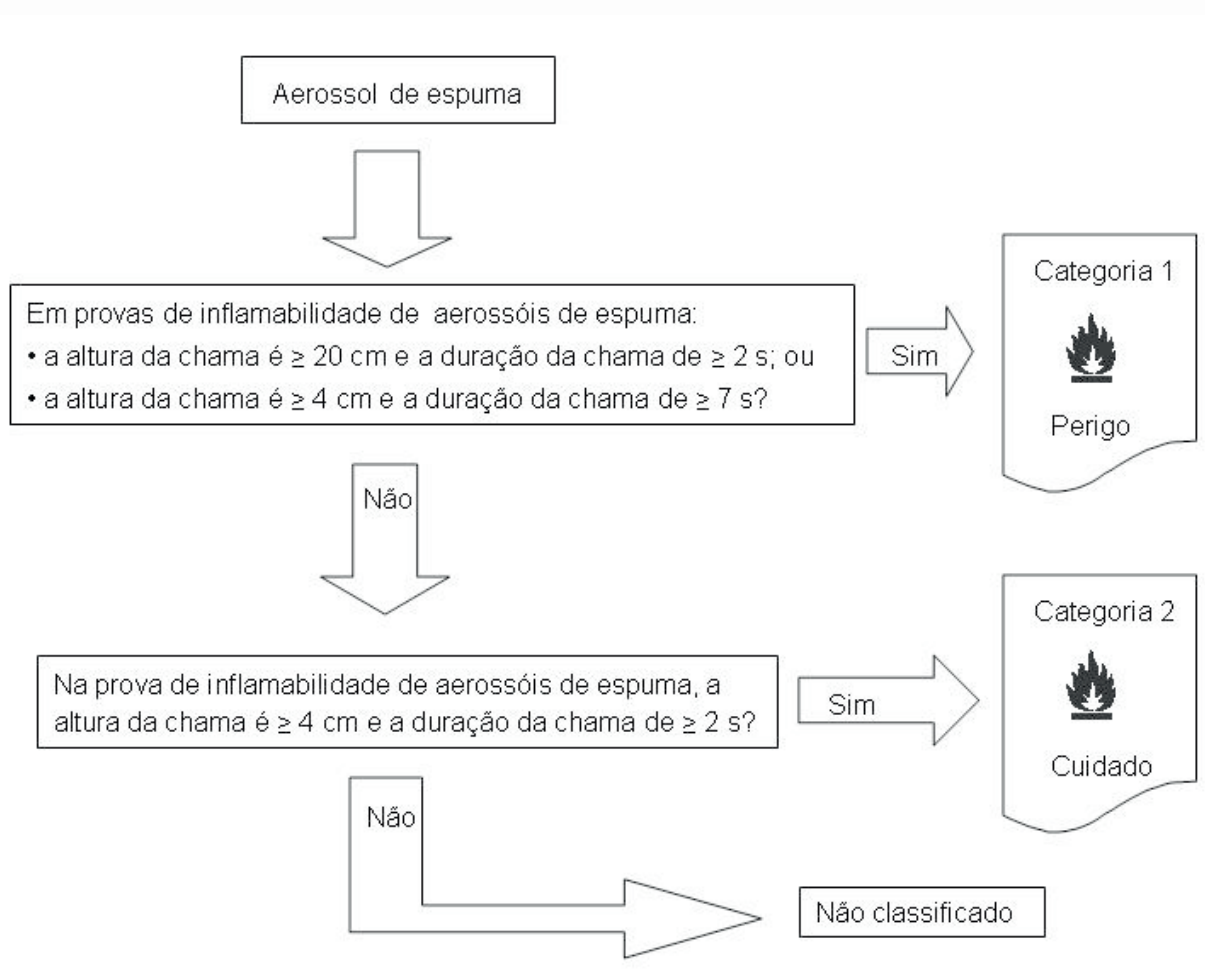 Aerossol de espuma
Em provas de inflamabilidade de aerossóis de espuma:
• a altura da chama é ≥ 20 cm e a duração da chama de ≥ 2 s; ou
• a altura da chama é ≥ 4 cm e a duração da chama de ≥ 7 s?
Sim
Categoria 1
Perigo
Não
Na prova de inflamabilidade de aerossóis de espuma, a
altura da chama é ≥ 4 cm e a duração da chama de ≥ 2 s?
Sim
Categoria 2
Cuidado
Não
Não classificado